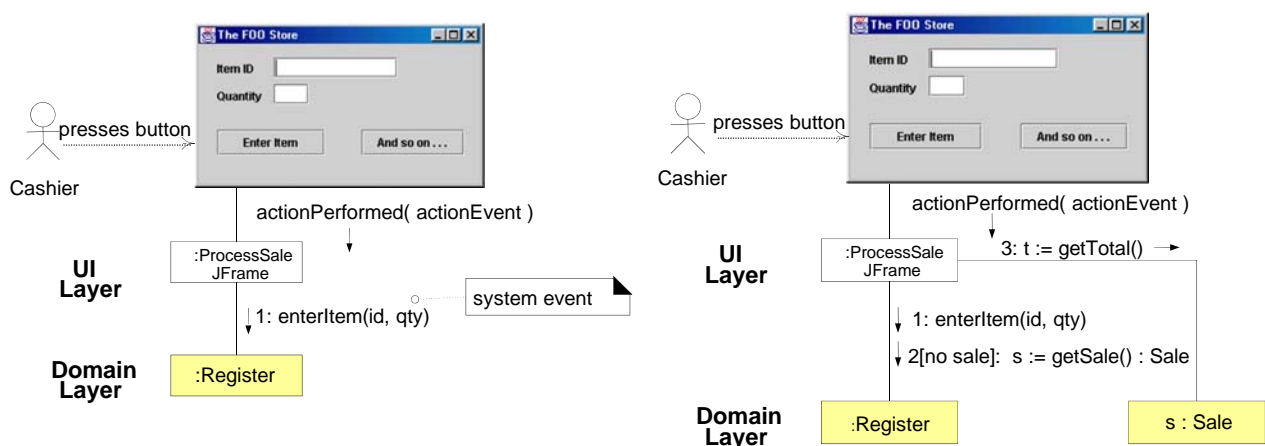 The FOO Store
Item ID
Quantity
Enter Item
And so on . . .
presses button
Cashier
actionPerformed( actionEvent )
UI
Layer
:ProcessSale
JFrame
system event
1: enterItem(id, qty)
Domain
Layer
:Register
The FOO Store
Item ID
Quantity
Enter Item
And so on . . .
presses button
Cashier
actionPerformed( actionEvent )
UI
Layer
:ProcessSale
JFrame
3: t := getTotal()
1: enterItem(id, qty)
2[no sale]: s := getSale() : Sale
Domain
Layer
:Register
s : Sale